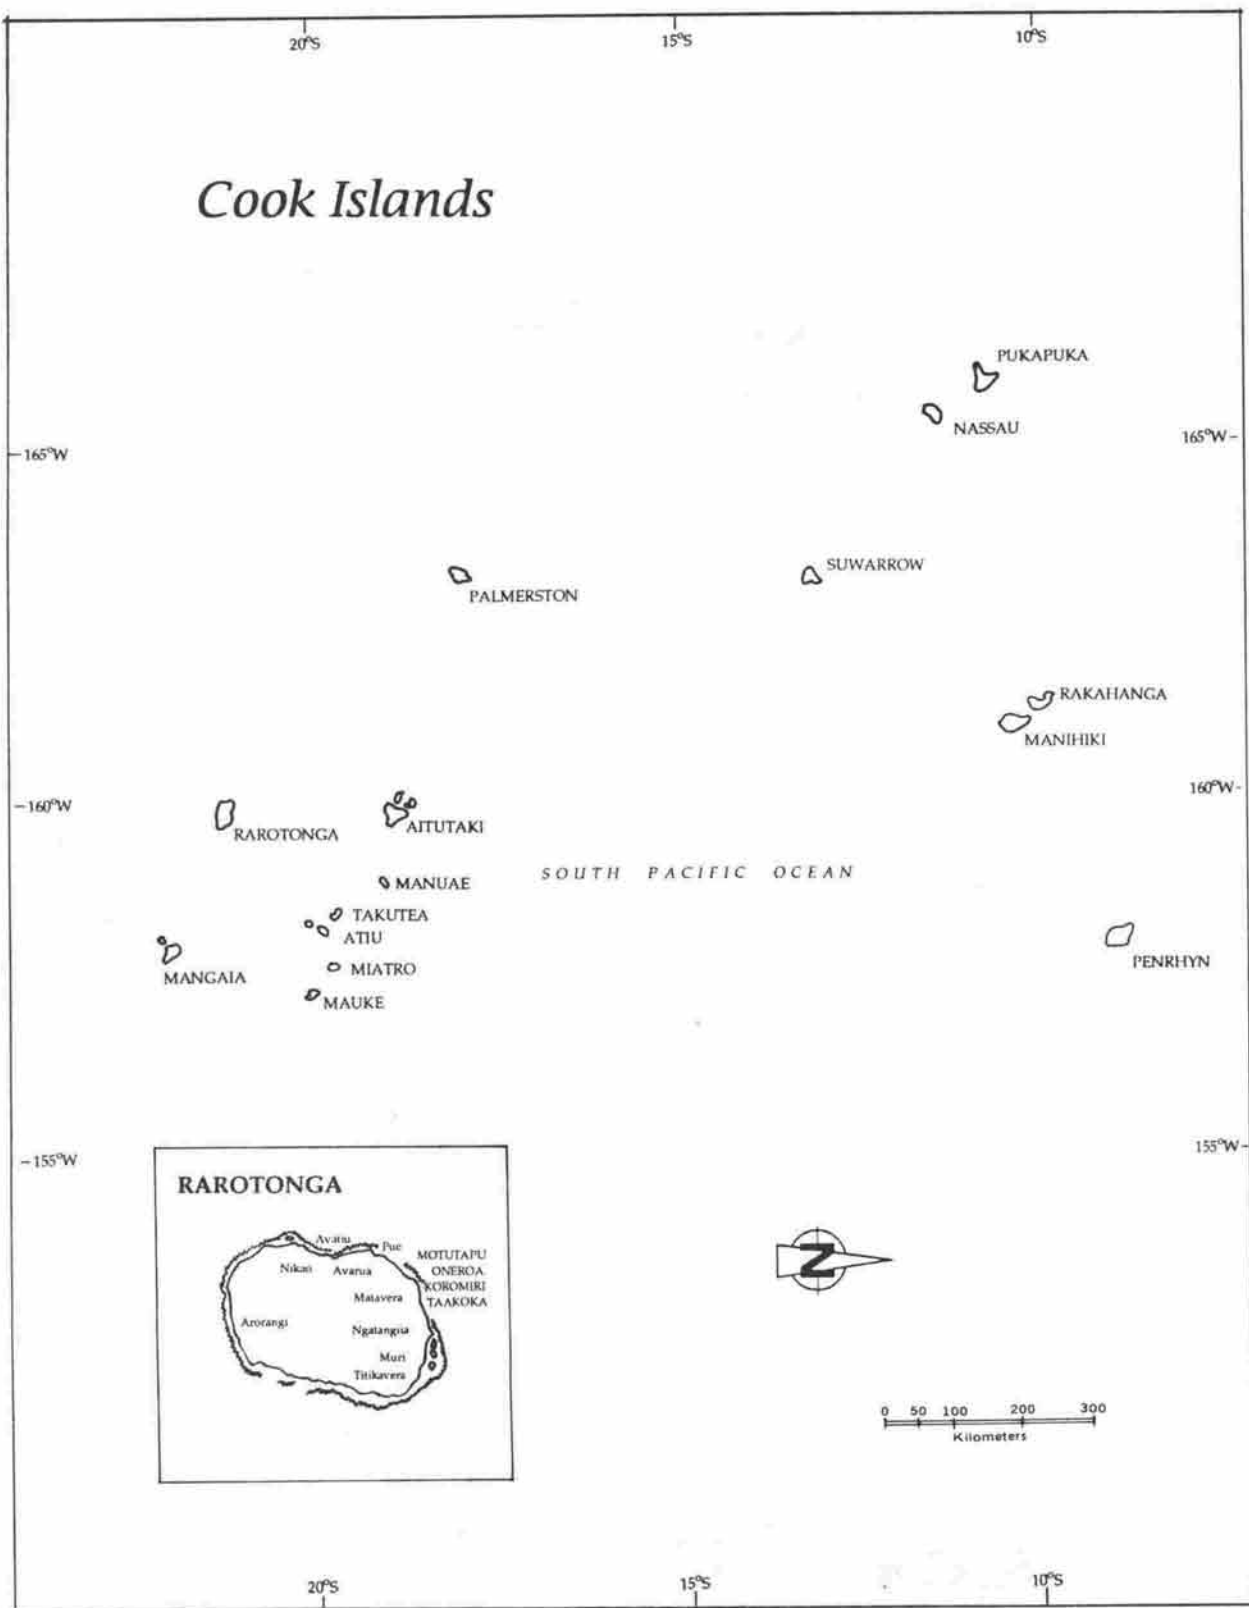 20°S 15°S 10°S
Cook Islands
PUKAPUKA
NASSAU
165°W 165°W
SUWARROW
PALMERSTON
RAKAHANGA
MANIHIKI
160°W 160°W
RAROTONGA
AITUTAKI
SOUTH PACIFIC OCEAN
MANUAE
TAKUTEA
ATIU
MANGAIA
MIATRO
PENRHYN
MAUKE
155°W 155°W
RAROTONGA
Avatiu
Pue
MOTUTAPU
ONEROA
KOROMIRI
TAAKOKA
Nikao
Avarua
Matavera
Arorangi
Ngatangiia
Muri
Titikavera
N
0 50 100 200 300
Kilometers
20°S 15°S 10°S